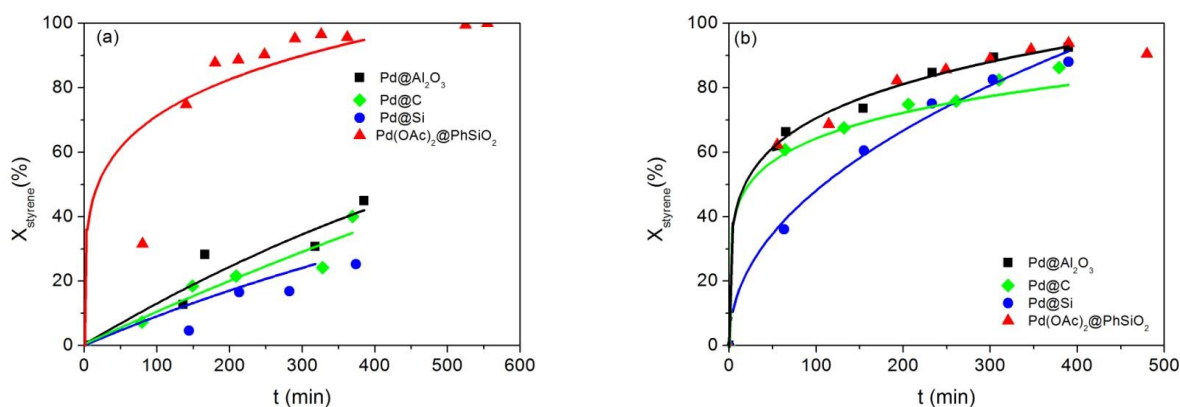 (a)
X_styrene(%)
100
80
60
40
20
0
Pd@Al₂O₃
Pd@C
Pd@Si
Pd(OAc)₂@PhSiO₂
0 100 200 300 400 500 600
t (min)
(b)
X_styrene(%)
100
80
60
40
20
0
Pd@Al₂O₃
Pd@C
Pd@Si
Pd(OAc)₂@PhSiO₂
0 100 200 300 400 500
t (min)